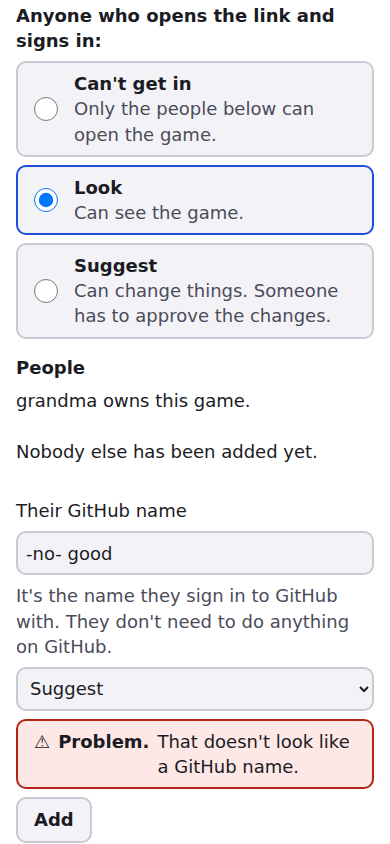 Anyone who opens the link and
signs in:
Can't get in
Only the people below can
open the game.
Look
Can see the game.
Suggest
Can change things. Someone
has to approve the changes.
People
grandma owns this game.
Nobody else has been added yet.
Their GitHub name
-no- good
It's the name they sign in to GitHub
with. They don't need to do anything
on GitHub.
Suggest
⚠ Problem. That doesn't look like
a GitHub name.
Add